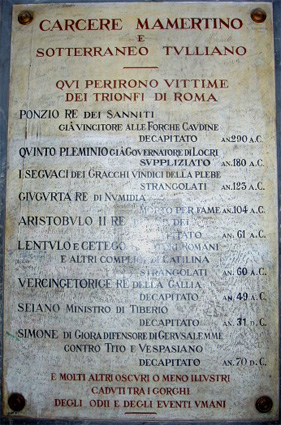 CARCERE MAMERTINO
E
SOTTERRANEO TVLLIANO
QVI PERIRONO VITTIME
DEI TRIONFI DI ROMA
PONZIO RE DEI SANNITI
GIÀ VINCITORE ALLE FORCHE CAVDINE
DECAPITATO AN. 290 A.C.
QVINTO PLEMINIO GIÀ GOVERNATORE DI LOCRI
SVPPLIZIATO AN. 180 A.C.
I SEGVACI DEI GRACCHI VINDICI DELLA PLEBE
STRANGOLATI AN. 123 A.C.
GIVGVRTA RE DI NVMIDIA
PER FAME AN. 104 A.C.
ARISTOBVLO II RE DEI
AN. 61 A.C.
LENTVLO E CETEGO ROMANI
E ALTRI COMPLICI DI CATILINA
STRANGOLATI AN. 60 A.C.
VERCINGETORIGE RE DELLA GALLIA
DECAPITATO AN. 49 A.C.
SEIANO MINISTRO DI TIBERIO
DECAPITATO AN. 31 D.C.
SIMONE DI GIORA DIFENSORE DI GERVSALEMME
CONTRO TITO E VESPASIANO
DECAPITATO AN. 70 D.C.
E MOLTI ALTRI OSCVRI O MENO ILLVSTRI
CADVTI TRA I GORGHI
DEGLI ODII E DEGLI EVENTI VMANI